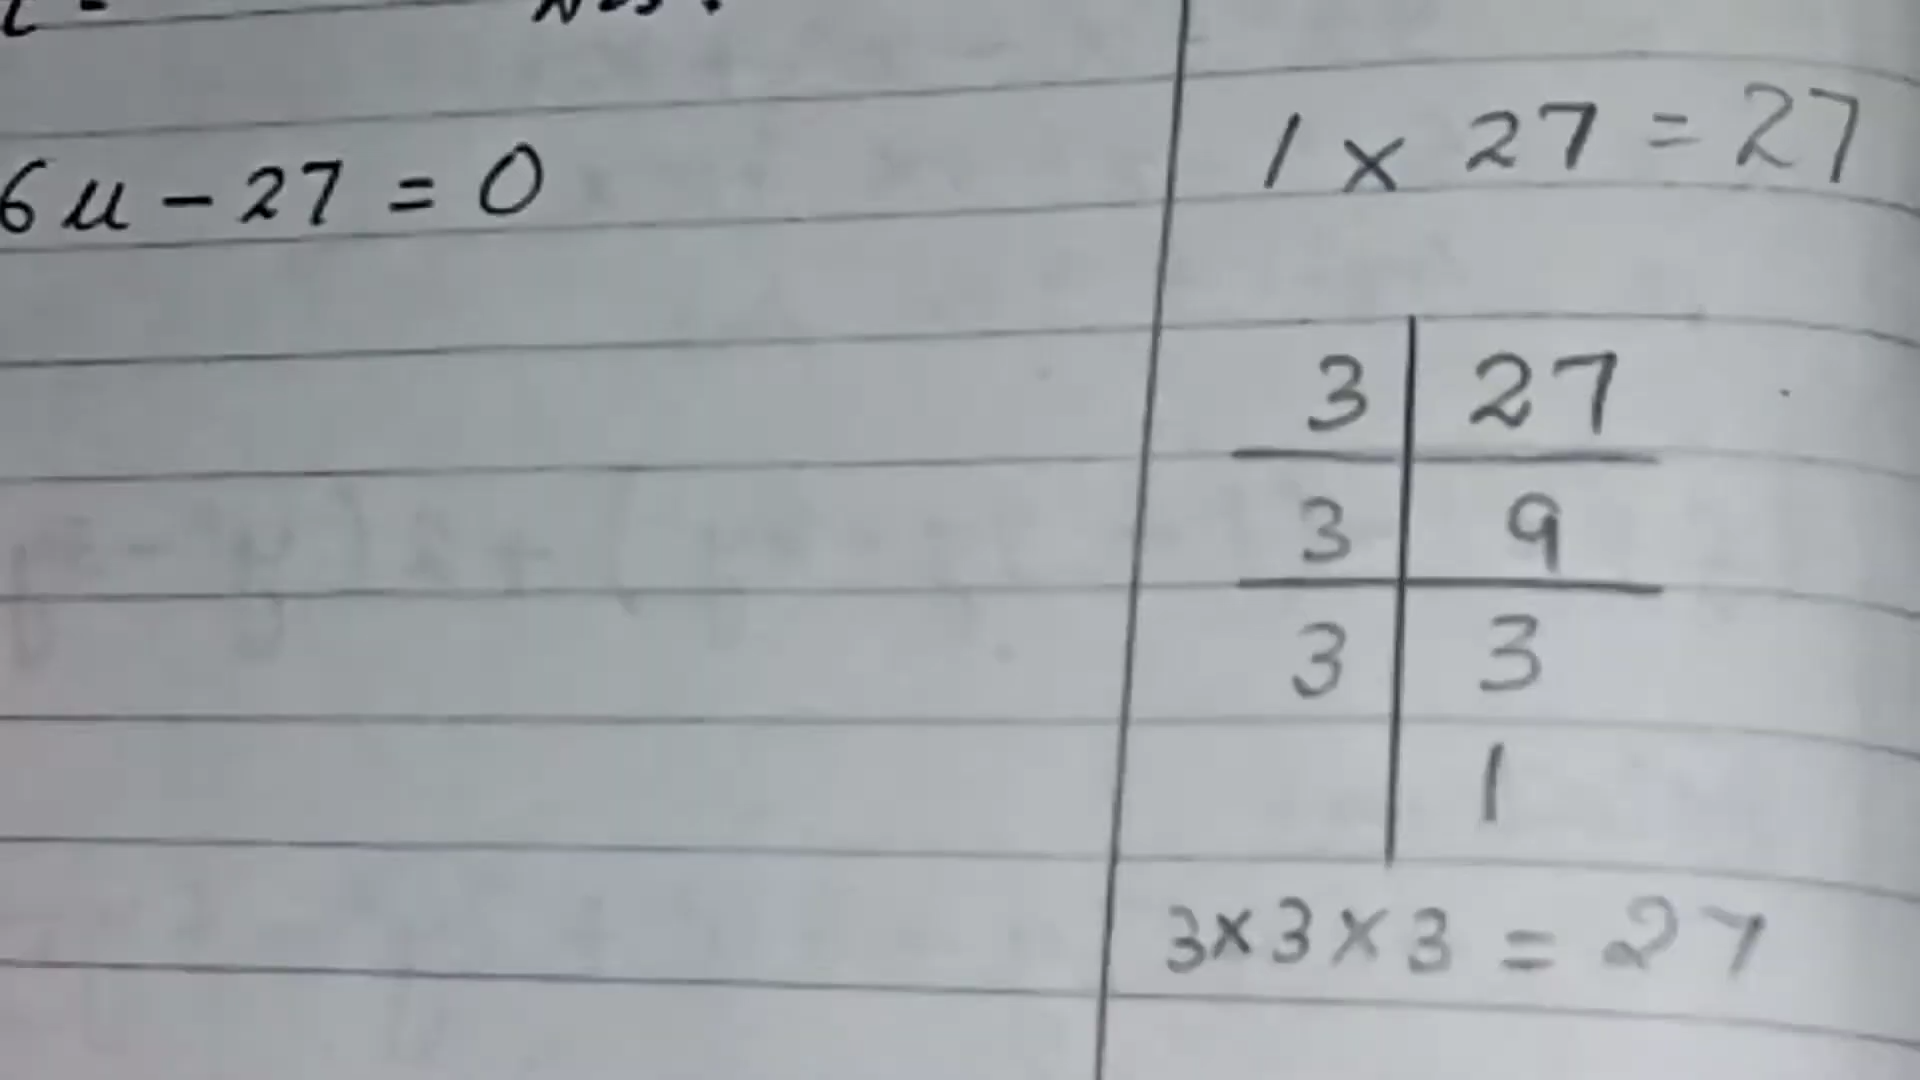 6u - 27 = 0
1 x 27 = 27
3 | 27
3 | 9
3 | 3
1
3 x 3 x 3 = 27